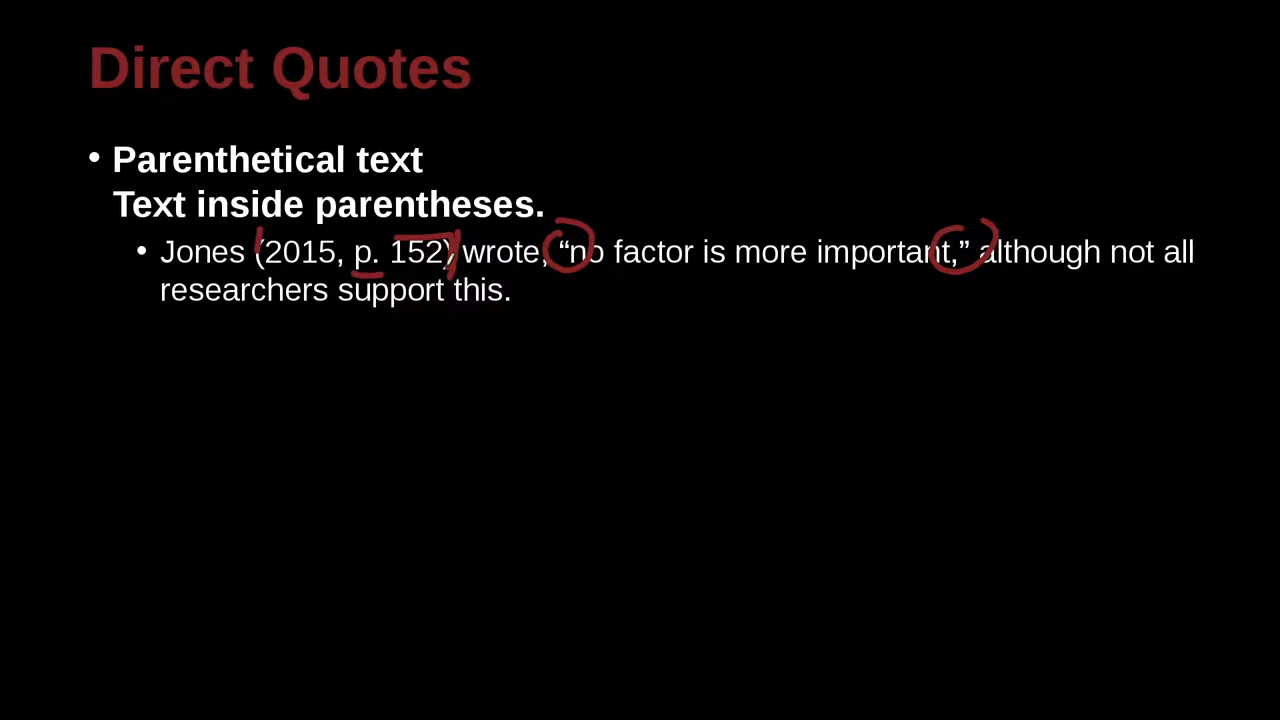 Direct Quotes
• Parenthetical text
Text inside parentheses.
• Jones (2015, p. 152) wrote, “no factor is more important,” although not all
researchers support this.